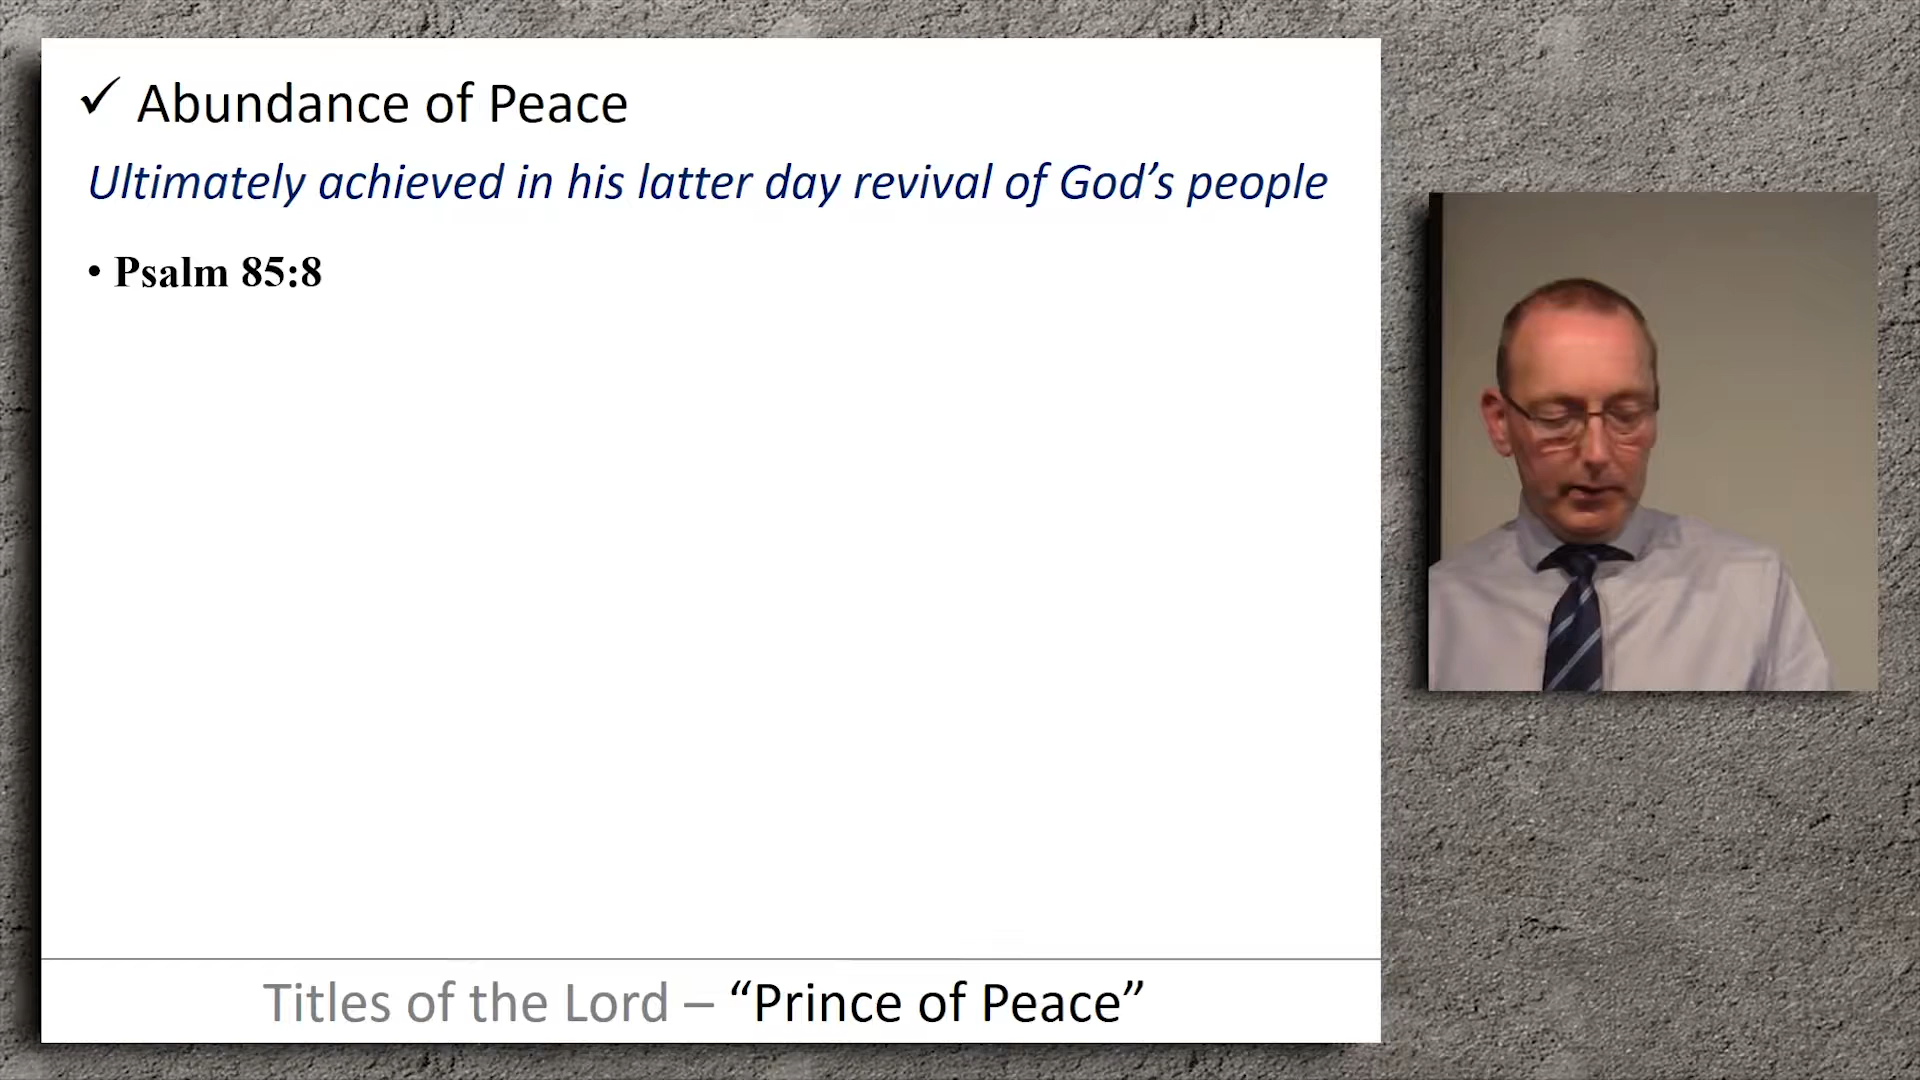 ✓ Abundance of Peace
Ultimately achieved in his latter day revival of God’s people
• Psalm 85:8
Titles of the Lord – “Prince of Peace”